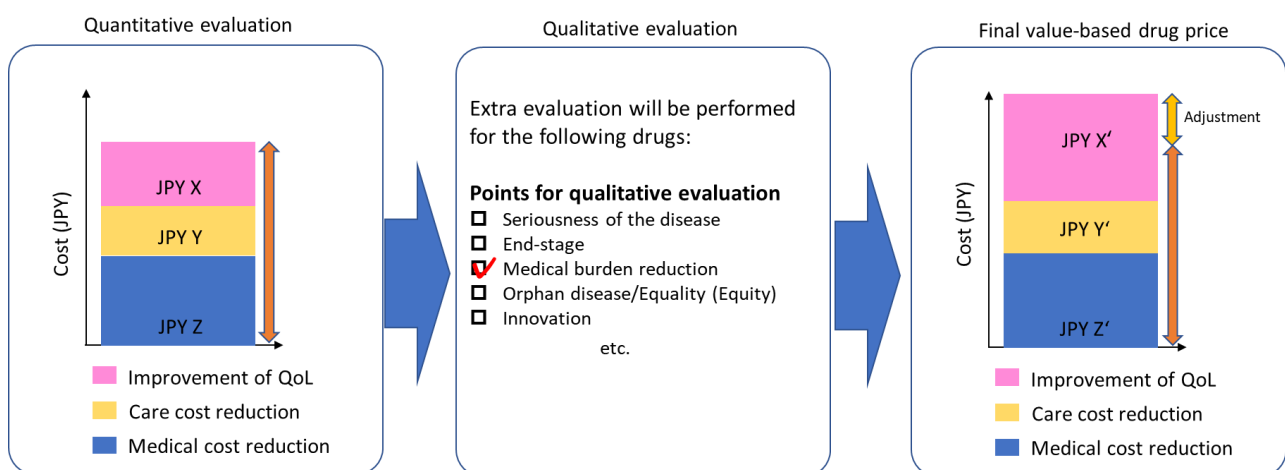 Quantitative evaluation
Cost (JPY)
JPY X
JPY Y
JPY Z
Improvement of QoL
Care cost reduction
Medical cost reduction
Qualitative evaluation
Extra evaluation will be performed
for the following drugs:
Points for qualitative evaluation
Seriousness of the disease
End-stage
Medical burden reduction
Orphan disease/Equality (Equity)
Innovation
etc.
Final value-based drug price
Cost (JPY)
JPY X‘
JPY Y‘
JPY Z‘
Adjustment
Improvement of QoL
Care cost reduction
Medical cost reduction